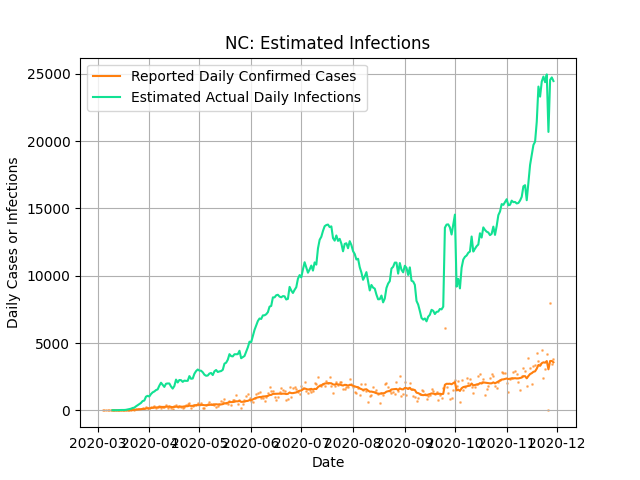 NC: Estimated Infections
Reported Daily Confirmed Cases
Estimated Actual Daily Infections
25000
20000
15000
10000
5000
0
Daily Cases or Infections
2020-03 2020-04 2020-05 2020-06 2020-07 2020-08 2020-09 2020-10 2020-11 2020-12
Date